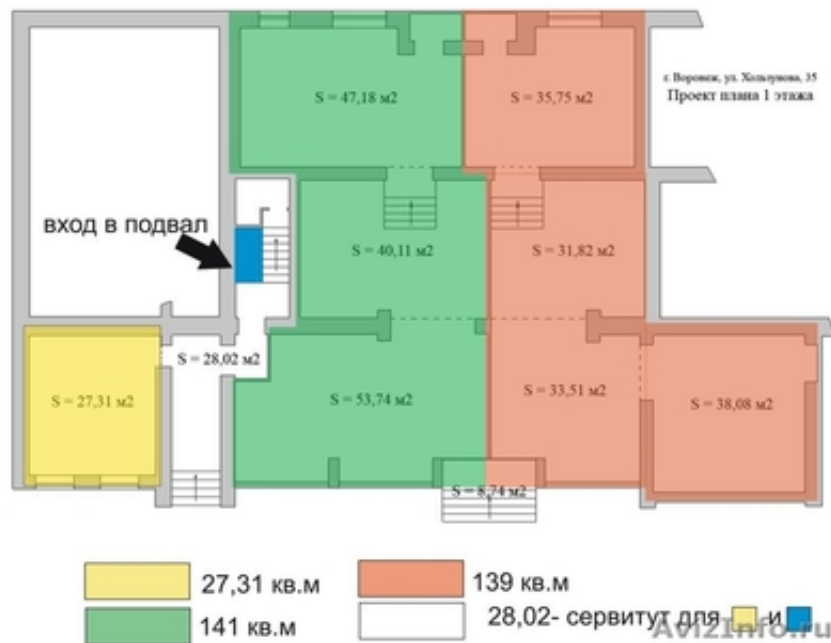 S = 47,18 м2
S = 35,75 м2
г. Воронеж, ул. Хользунова, 35
Проект плана 1 этажа
вход в подвал
S = 40,11 м2
S = 31,82 м2
S = 28,02 м2
S = 27,31 м2
S = 53,74 м2
S = 33,51 м2
S = 38,08 м2
S = 8,74 м2
27,31 кв.м
139 кв.м
141 кв.м
28,02- сервитут для и
AvizInfo.ru